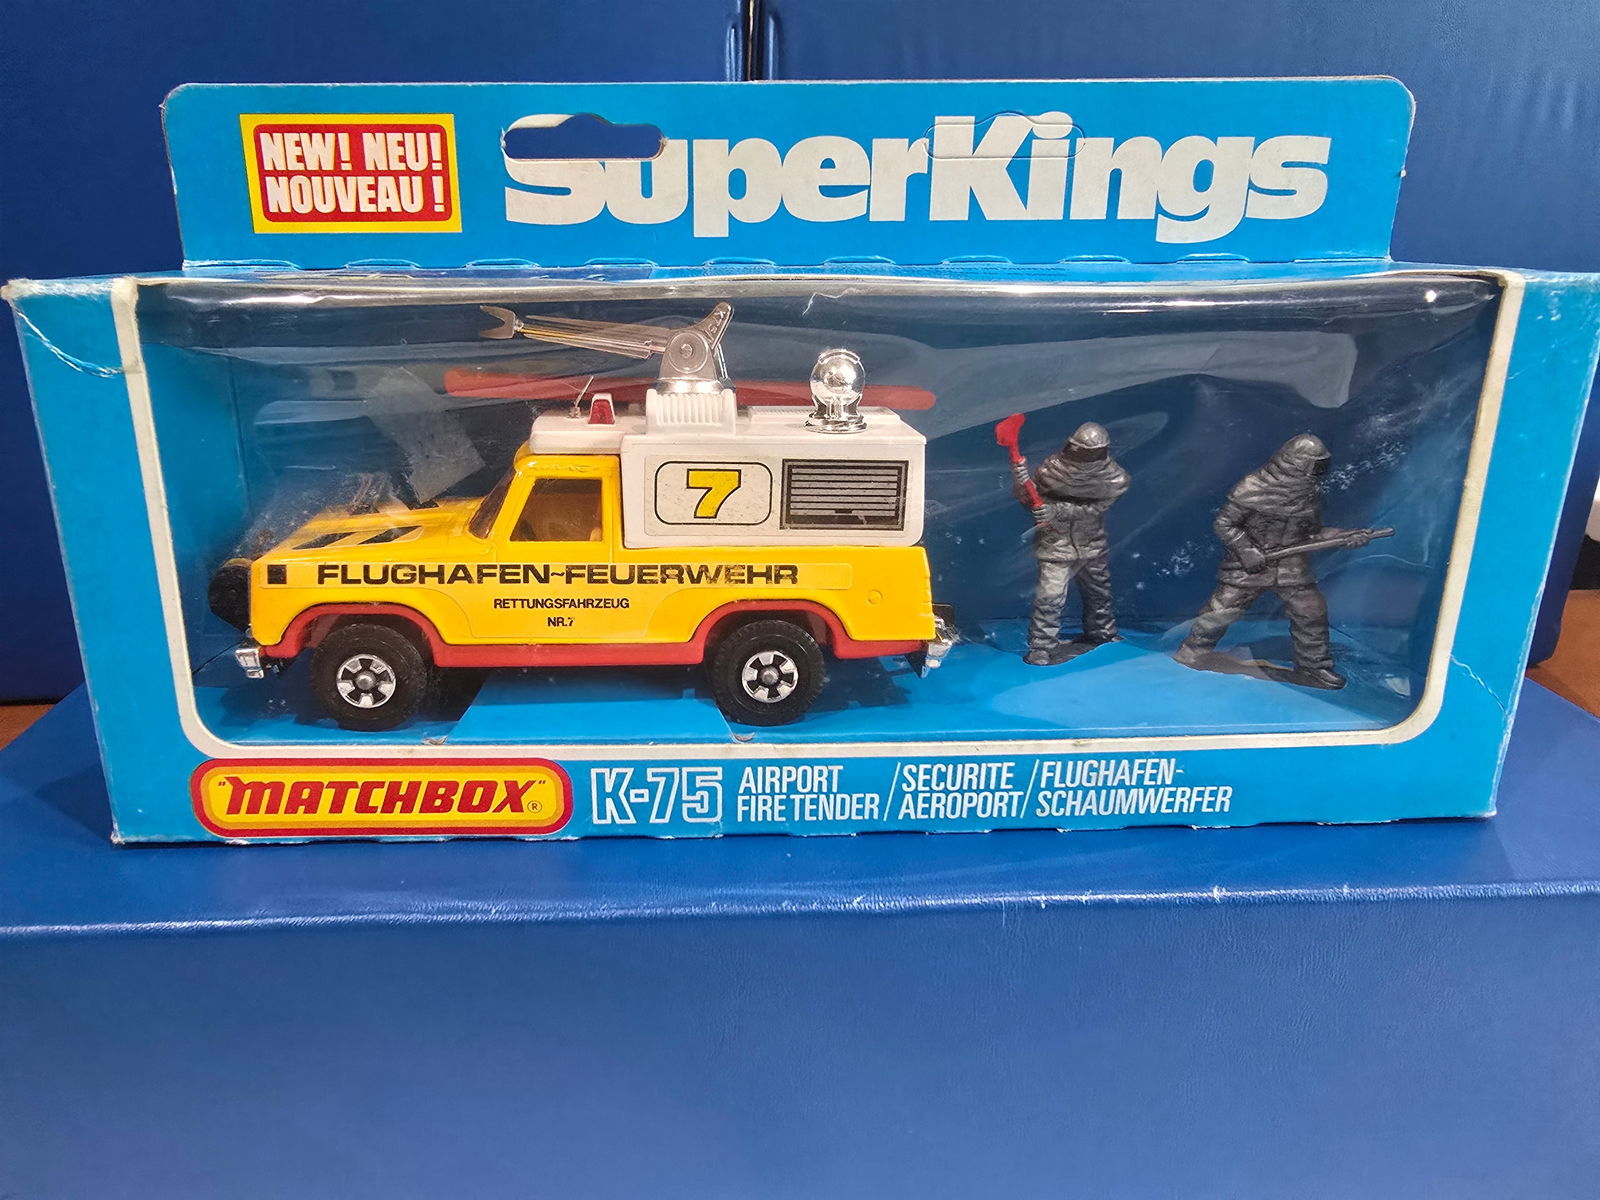 NEW! NEU!
NOUVEAU!
SuperKings
7
FLUGHAFEN~FEUERWEHR
RETTUNGSFAHRZEUG
NR.7
"MATCHBOX"®
K-75
AIRPORT
FIRE TENDER/
SECURITE
AEROPORT/
FLUGHAFEN-
SCHAUMWERFER